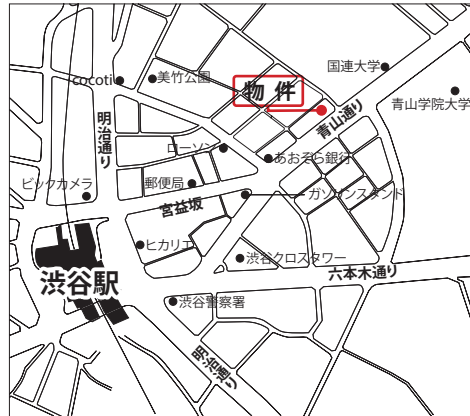 国連大学
cocoti
美竹公園
物件
青山学院大学
明治通り
青山通り
ローソン
あおぞら銀行
ビックカメラ
郵便局
ガソリンスタンド
宮益坂
ヒカリエ
渋谷クロスタワー
六本木通り
渋谷駅
渋谷警察署
明治通り